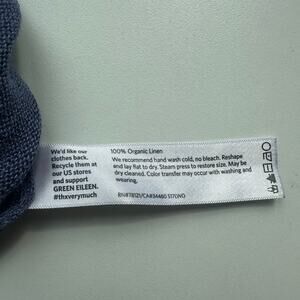 We'd like our
clothes back.
Recycle them at
our US stores
and support
GREEN EILEEN.
#thxverymuch
100% Organic Linen
We recommend hand wash cold, no bleach. Reshape
and lay flat to dry. Steam press to restore size. May be
dry cleaned. Color transfer may occur with washing and
wearing.